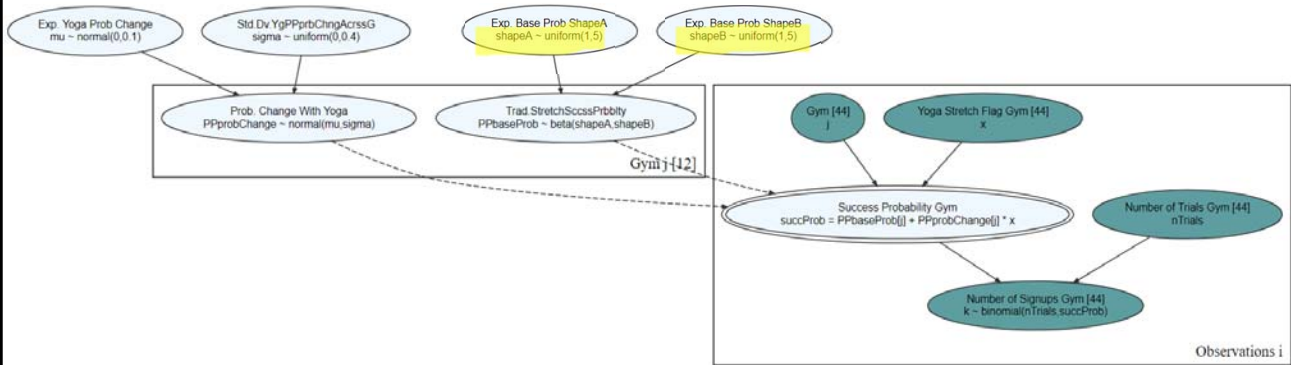 Exp. Yoga Prob Change
mu ~ normal(0,0.1)
Std.Dv.YgPPprbChngAcrssG
sigma ~ uniform(0,0.4)
Exp. Base Prob ShapeA
shapeA ~ uniform(1,5)
Exp. Base Prob ShapeB
shapeB ~ uniform(1,5)
Prob. Change With Yoga
PPprobChange ~ normal(mu,sigma)
Trad.StretchSccssPrbblty
PPbaseProb ~ beta(shapeA,shapeB)
Gym j [12]
Gym [44]
j
Yoga Stretch Flag Gym [44]
x
Success Probability Gym
succProb = PPbaseProb[j] + PPprobChange[j] * x
Number of Trials Gym [44]
nTrials
Number of Signups Gym [44]
k ~ binomial(nTrials,succProb)
Observations i